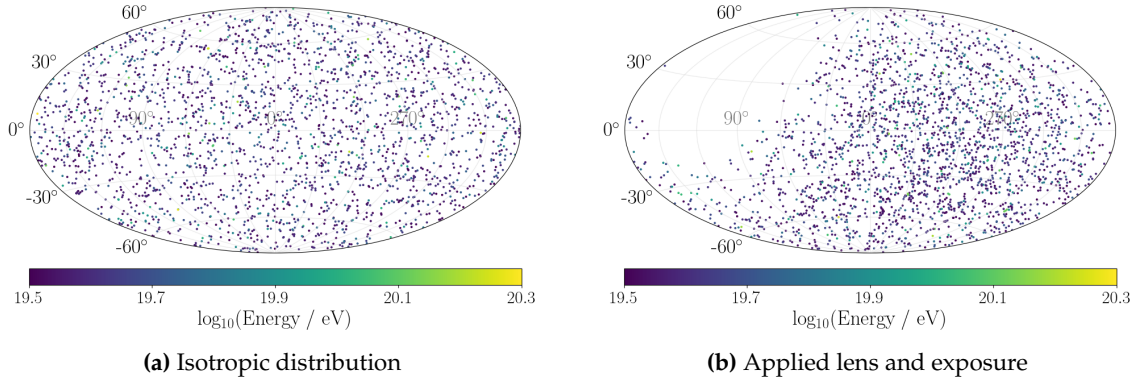 60°
30°
0°
-30°
-60°
90°
0°
270°
19.5 19.7 19.9 20.1 20.3
log₁₀(Energy / eV)
(a) Isotropic distribution
60°
30°
0°
-30°
-60°
90°
0°
19.5 19.7 19.9 20.1 20.3
log₁₀(Energy / eV)
(b) Applied lens and exposure